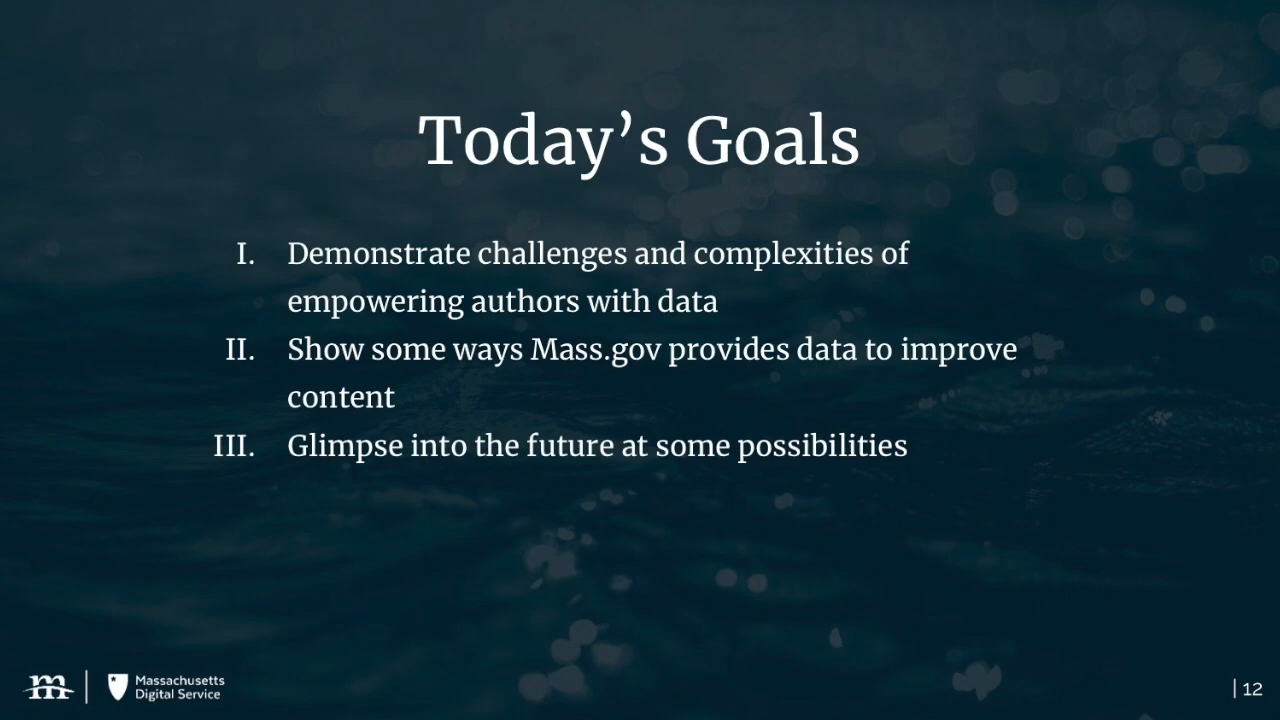 Today’s Goals
I. Demonstrate challenges and complexities of
empowering authors with data
II. Show some ways Mass.gov provides data to improve
content
III. Glimpse into the future at some possibilities
m | Massachusetts
Digital Service
| 12